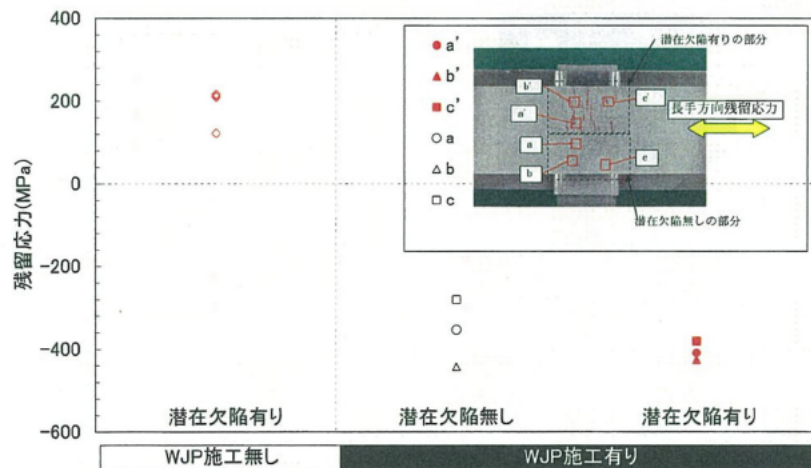 残留応力(MPa)
400
200
0
−200
−400
−600
a'
b'
c'
a
b
c
潜在欠陥有りの部分
b'
c'
a'
長手方向残留応力
a
b
c
潜在欠陥無しの部分
潜在欠陥有り
潜在欠陥無し
潜在欠陥有り
WJP施工無し
WJP施工有り